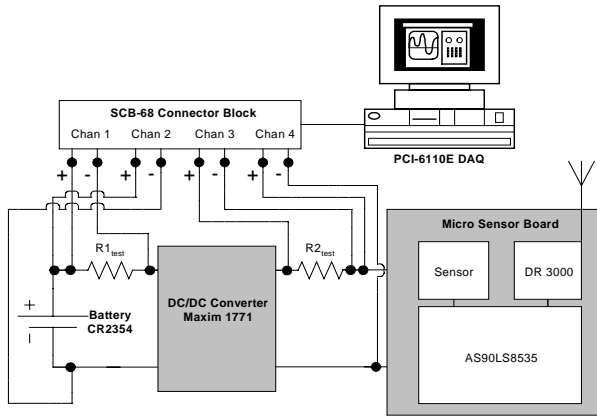 SCB-68 Connector Block
Chan 1 Chan 2 Chan 3 Chan 4
+ - + - + - + -
PCI-6110E DAQ
R1test
R2test
Micro Sensor Board
Sensor
DR 3000
DC/DC Converter
Maxim 1771
+
Battery
CR2354
-
AS90LS8535